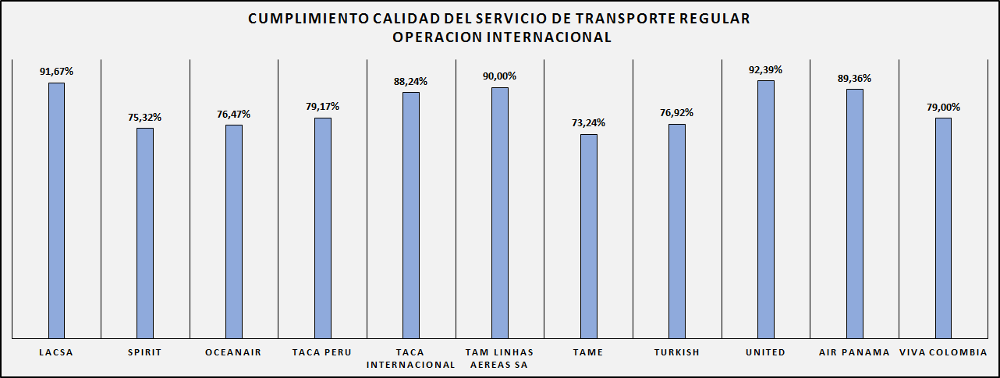 CUMPLIMIENTO CALIDAD DEL SERVICIO DE TRANSPORTE REGULAR
OPERACION INTERNACIONAL
91,67%
75,32%
76,47%
79,17%
88,24%
90,00%
73,24%
76,92%
92,39%
89,36%
79,00%
LACSA
SPIRIT
OCEANAIR
TACA PERU
TACA
INTERNACIONAL
TAM LINHAS
AEREAS SA
TAME
TURKISH
UNITED
AIR PANAMA
VIVA COLOMBIA